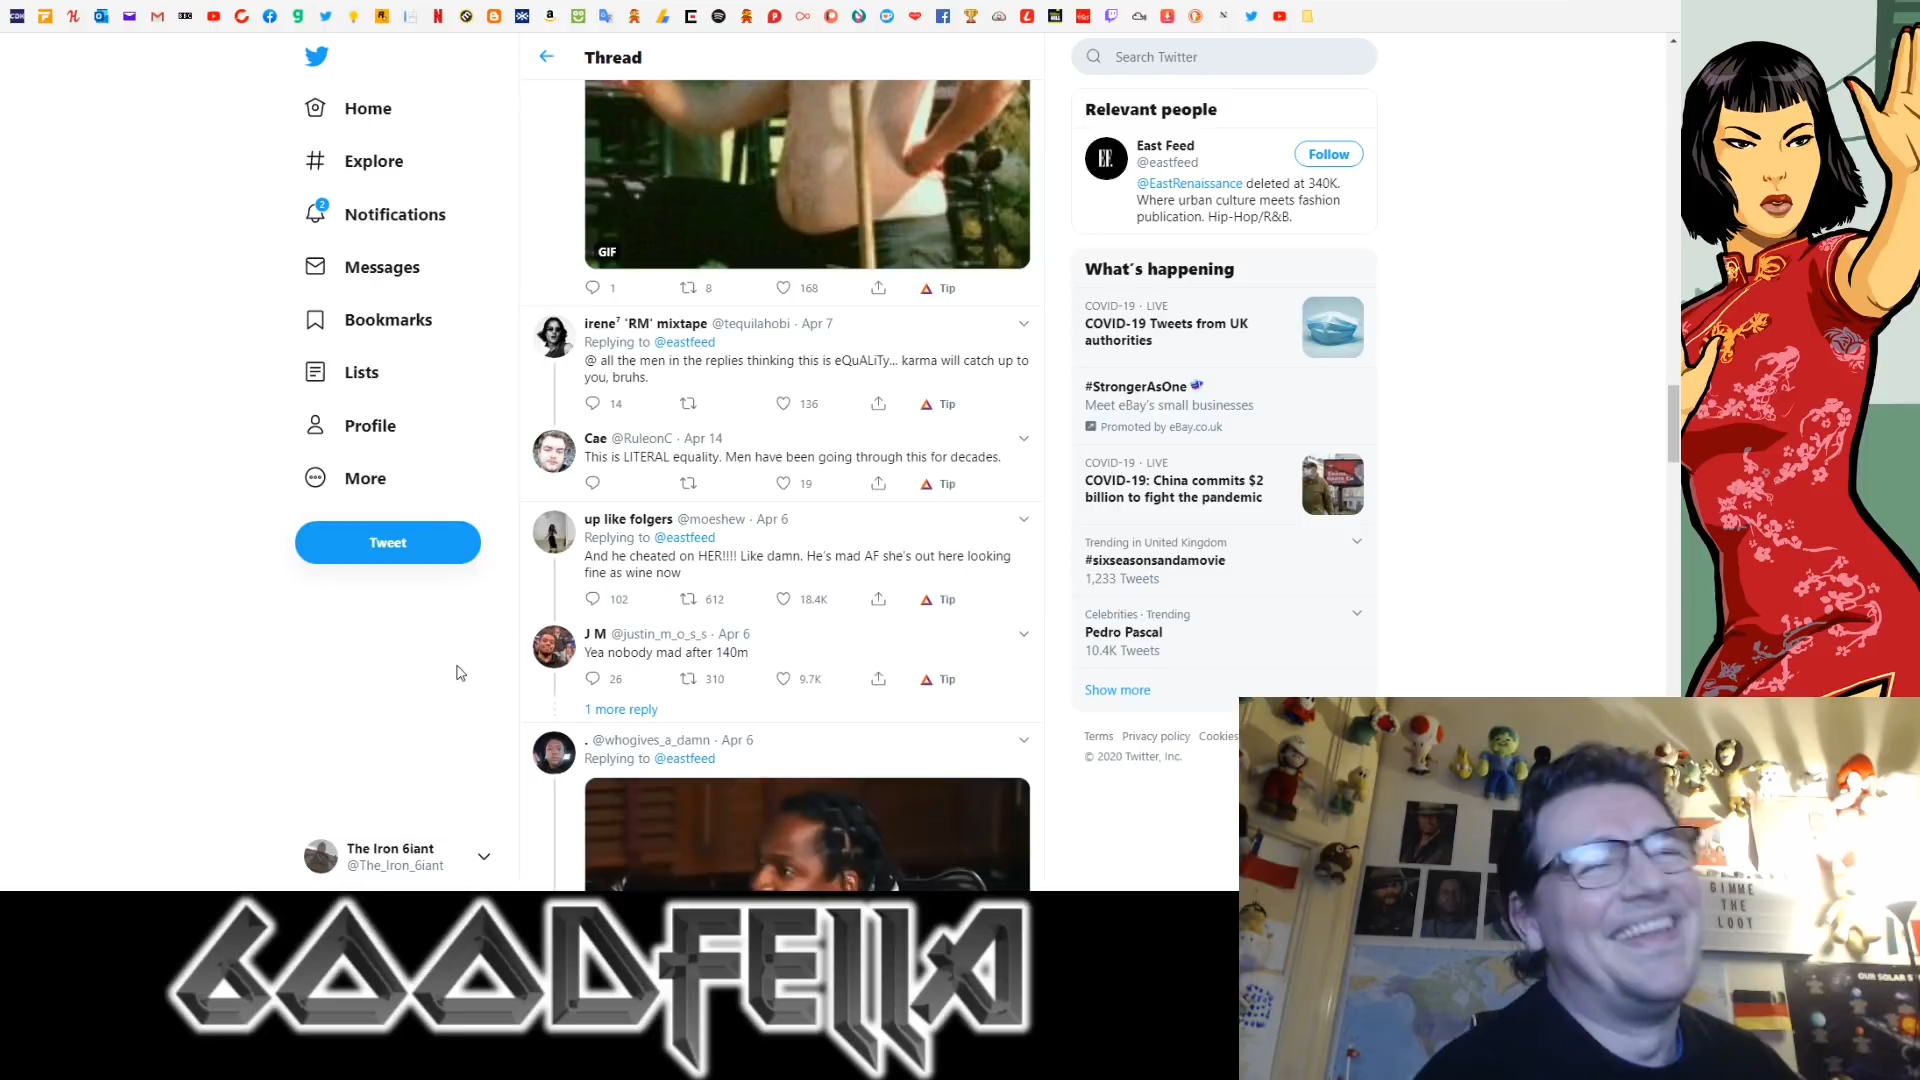 Home
Explore
2
Notifications
Messages
Bookmarks
Lists
Profile
More
Tweet
The Iron 6iant
@The_Iron_6iant
Thread
GIF
1 8 168 Tip
irene⁷ 'RM' mixtape @tequilahobi · Apr 7
Replying to @eastfeed
@ all the men in the replies thinking this is eQuALiTy... karma will catch up to
you, bruhs.
14 136 Tip
Cae @RuleonC · Apr 14
This is LITERAL equality. Men have been going through this for decades.
19 Tip
up like folgers @moeshew · Apr 6
Replying to @eastfeed
And he cheated on HER!!!! Like damn. He's mad AF she's out here looking
fine as wine now
102 612 18.4K Tip
J M @justin_m_o_s_s · Apr 6
Yea nobody mad after 140m
26 310 9.7K Tip
1 more reply
. @whogives_a_damn · Apr 6
Replying to @eastfeed
Search Twitter
Relevant people
EF.
East Feed
@eastfeed
Follow
@EastRenaissance deleted at 340K.
Where urban culture meets fashion
publication. Hip-Hop/R&B.
What's happening
COVID-19 · LIVE
COVID-19 Tweets from UK
authorities
#StrongerAsOne
Meet eBay's small businesses
Promoted by eBay.co.uk
COVID-19 · LIVE
COVID-19: China commits $2
billion to fight the pandemic
Trending in United Kingdom
#sixseasonsandamovie
1,233 Tweets
Celebrities · Trending
Pedro Pascal
10.4K Tweets
Show more
Terms Privacy policy Cookies
© 2020 Twitter, Inc.
6OODFELLA
GIMME
THE
LOOT
OUR SOLAR S